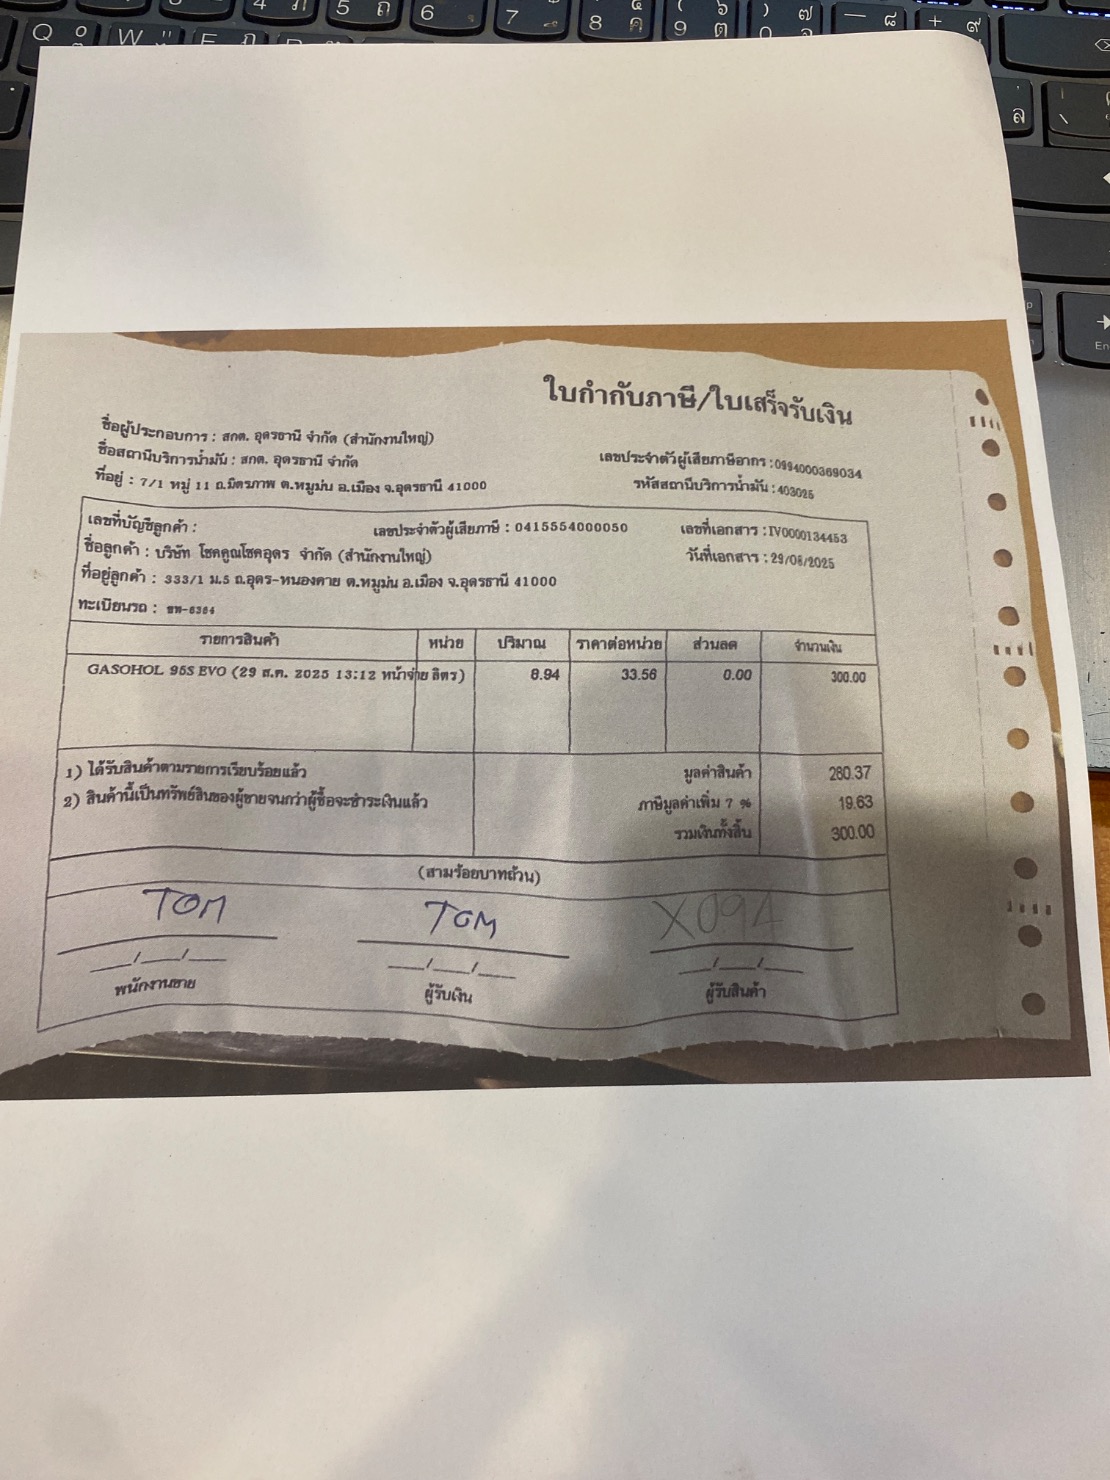 ใบกำกับภาษี/ใบเสร็จรับเงิน
ชื่อผู้ประกอบการ : สกต. อุดรธานี จำกัด (สำนักงานใหญ่)
ชื่อสถานีบริการน้ำมัน : สกต. อุดรธานี จำกัด
เลขประจำตัวผู้เสียภาษีอากร :0994000369034
ที่อยู่ : 7/1 หมู่ 11 ถ.มิตรภาพ ต.หมูม่น อ.เมือง จ.อุดรธานี 41000
รหัสสถานีบริการน้ำมัน :403025
เลขที่บัญชีลูกค้า : เลขประจำตัวผู้เสียภาษี : 0415554000050 เลขที่เอกสาร :IV0000134453
ชื่อลูกค้า : บริษัท โชคคูณโชคอุดร จำกัด (สำนักงานใหญ่) วันที่เอกสาร :29/08/2025
ที่อยู่ลูกค้า : 333/1 ม.5 ถ.อุดร-หนองคาย ต.หมูม่น อ.เมือง จ.อุดรธานี 41000
ทะเบียนรถ :
รายการสินค้า หน่วย ปริมาณ ราคาต่อหน่วย ส่วนลด จำนวนเงิน
GASOHOL 95S EVO (29 ส.ค. 2025 13:12 หน้าจ่าย ลิตร) 8.94 33.56 0.00 300.00
1) ได้รับสินค้าตามรายการเรียบร้อยแล้ว มูลค่าสินค้า 280.37
2) สินค้านี้เป็นทรัพย์สินของผู้ขายจนกว่าผู้ซื้อจะชำระเงินแล้ว ภาษีมูลค่าเพิ่ม 7 % 19.63
รวมเงินทั้งสิ้น 300.00
(สามร้อยบาทถ้วน)
TOM TOM X094
__/__/__ __/__/__ __/__/__
พนักงานขาย ผู้รับเงิน ผู้รับสินค้า